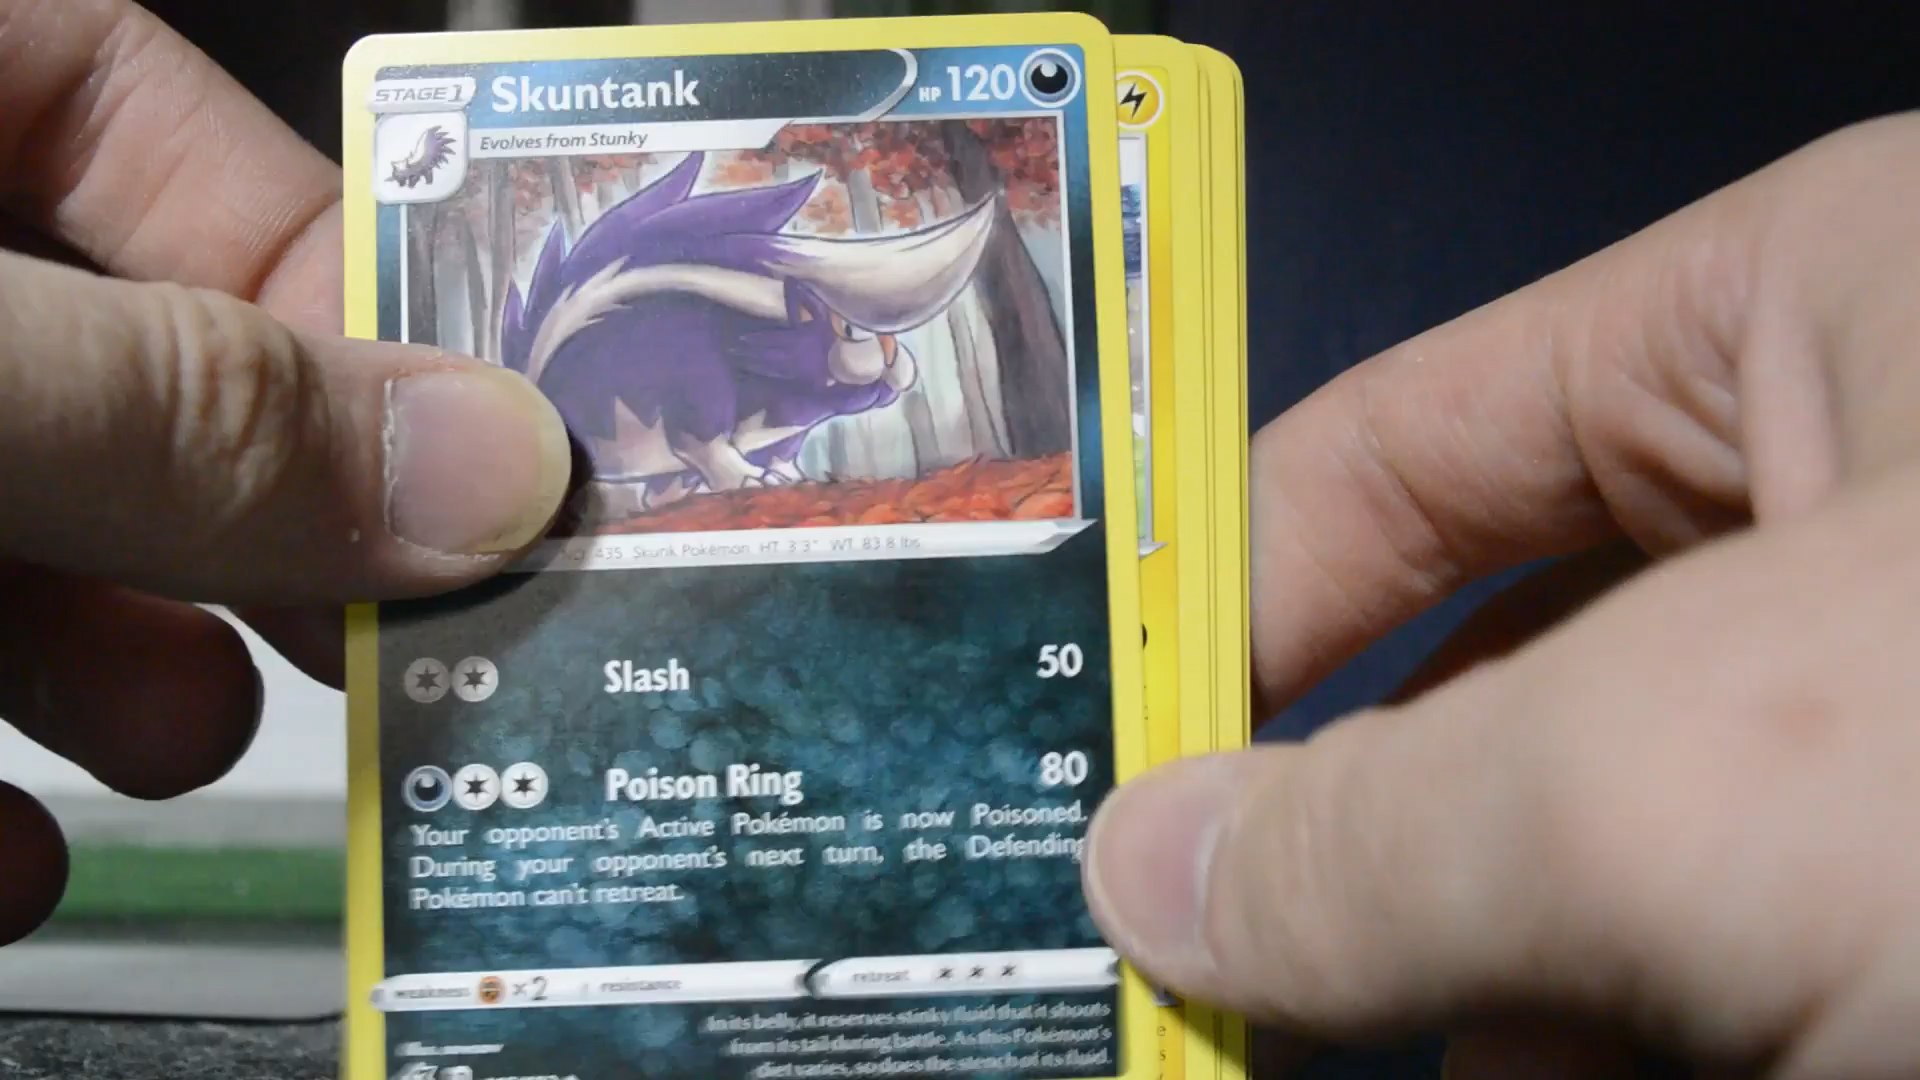 STAGE 1 Skuntank HP 120
Evolves from Stunky
NO. 435 Skunk Pokémon HT 3'3" WT 83.8 lbs
Slash 50
Poison Ring 80
Your opponent's Active Pokémon is now Poisoned.
During your opponent's next turn, the Defending
Pokémon can't retreat.
weakness ×2 resistance retreat
In its belly, it reserves stinky fluid that it shoots
from its tail during battle. As this Pokémon's
diet varies, so does the stench of its fluid.